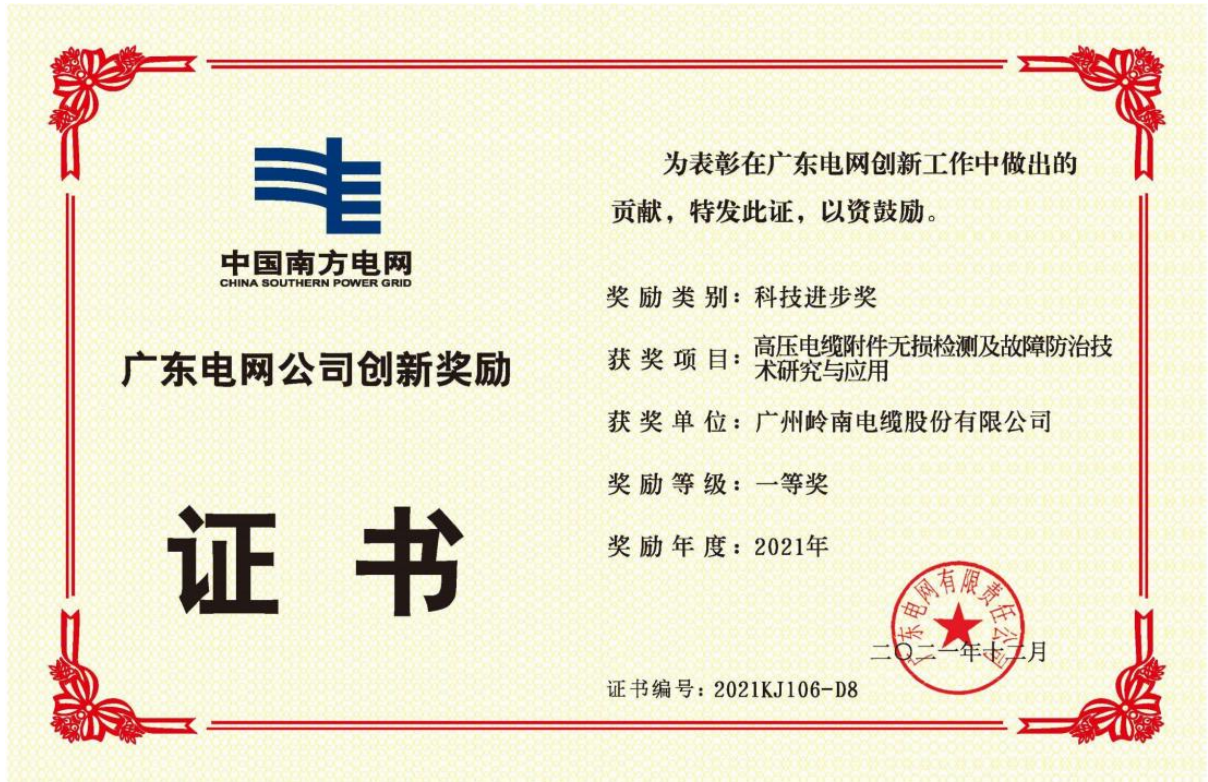 中国南方电网
CHINA SOUTHERN POWER GRID
广东电网公司创新奖励
证 书
为表彰在广东电网创新工作中做出的
贡献，特发此证，以资鼓励。
奖励类别：科技进步奖
获奖项目：高压电缆附件无损检测及故障防治技
术研究与应用
获奖单位：广州岭南电缆股份有限公司
奖励等级：一等奖
奖励年度：2021年
广东电网有限责任公司
二〇二一年十二月
证书编号：2021KJ106-D8